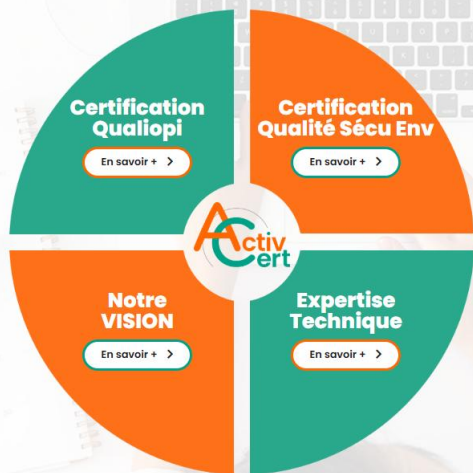 Certification
Qualiopi
En savoir + >
Certification
Qualité Sécu Env
En savoir + >
Activ
Cert
Notre
VISION
En savoir + >
Expertise
Technique
En savoir + >